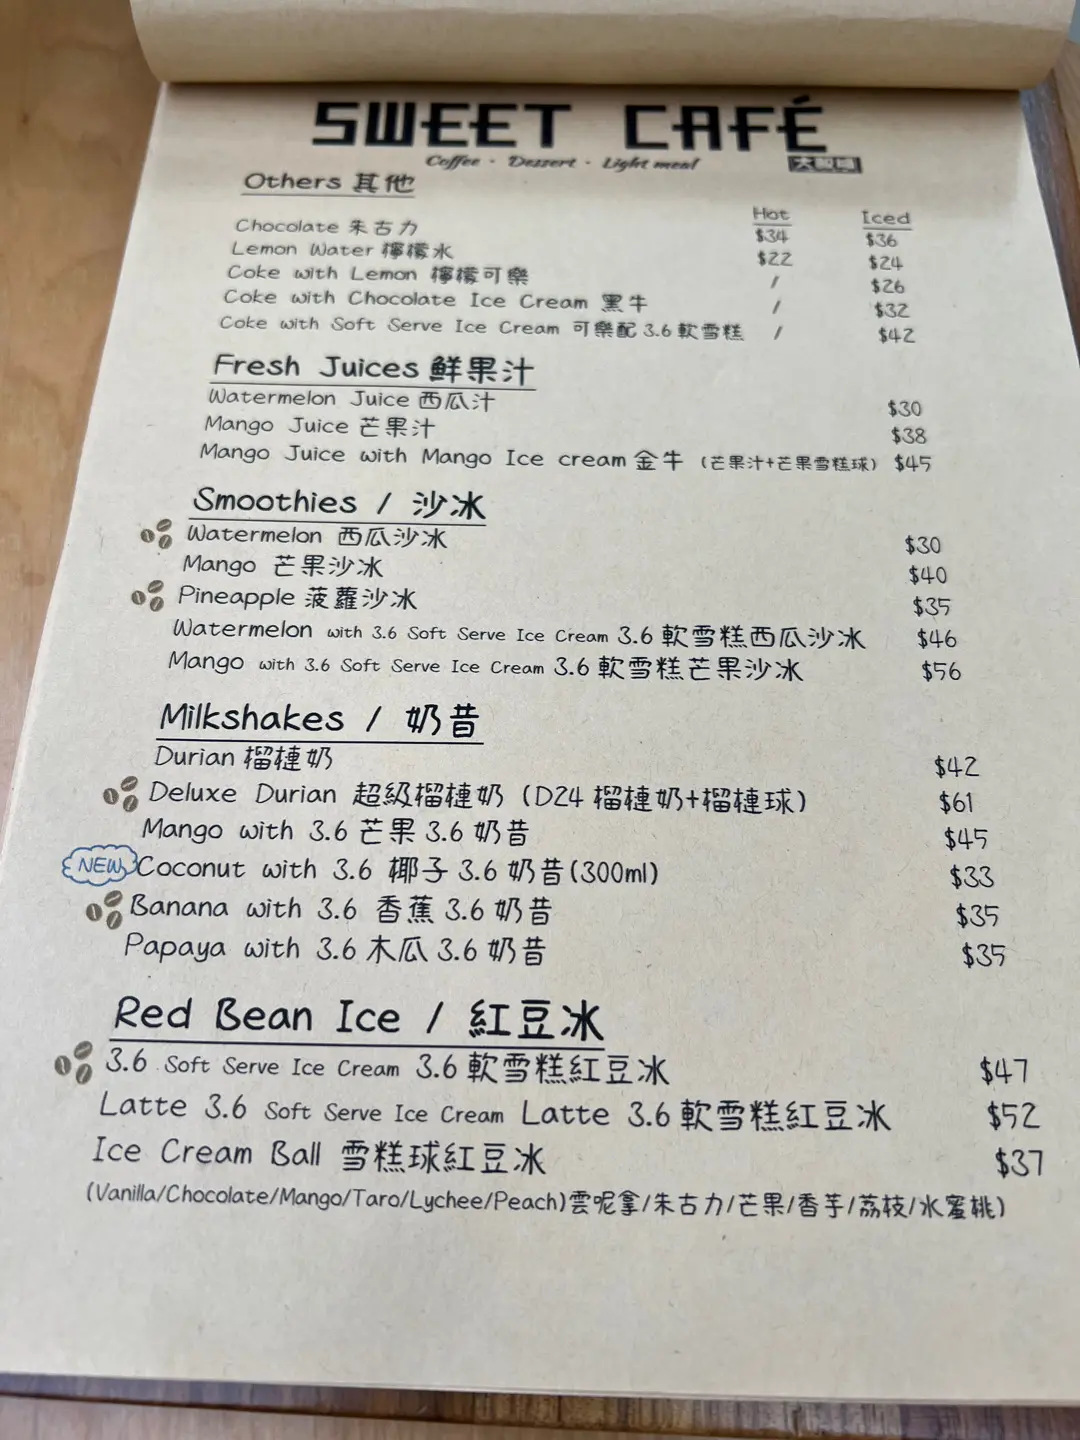 SWEET CAFÉ
Coffee · Dessert · Light meal
Others 其他
Hot Iced
Chocolate 朱古力 $34 $36
Lemon Water 檸檬水 $22 $24
Coke with Lemon 檸檬可樂 / $26
Coke with Chocolate Ice Cream 黑牛 / $32
Coke with Soft Serve Ice Cream 可樂配 3.6 軟雪糕 / $42
Fresh Juices 鮮果汁
Watermelon Juice 西瓜汁 $30
Mango Juice 芒果汁 $38
Mango Juice with Mango Ice cream 金牛 (芒果汁+芒果雪糕球) $45
Smoothies / 沙冰
Watermelon 西瓜沙冰 $30
Mango 芒果沙冰 $40
Pineapple 菠蘿沙冰 $35
Watermelon with 3.6 Soft Serve Ice Cream 3.6 軟雪糕西瓜沙冰 $46
Mango with 3.6 Soft Serve Ice Cream 3.6 軟雪糕芒果沙冰 $56
Milkshakes / 奶昔
Durian 榴槤奶 $42
Deluxe Durian 超級榴槤奶 (D24 榴槤奶+榴槤球) $61
Mango with 3.6 芒果 3.6 奶昔 $45
NEW Coconut with 3.6 椰子 3.6 奶昔(300ml) $33
Banana with 3.6 香蕉 3.6 奶昔 $35
Papaya with 3.6 木瓜 3.6 奶昔 $35
Red Bean Ice / 紅豆冰
3.6 Soft Serve Ice Cream 3.6 軟雪糕紅豆冰 $47
Latte 3.6 Soft Serve Ice Cream Latte 3.6 軟雪糕紅豆冰 $52
Ice Cream Ball 雪糕球紅豆冰 $37
(Vanilla/Chocolate/Mango/Taro/Lychee/Peach)雲呢拿/朱古力/芒果/香芋/荔枝/水蜜桃)